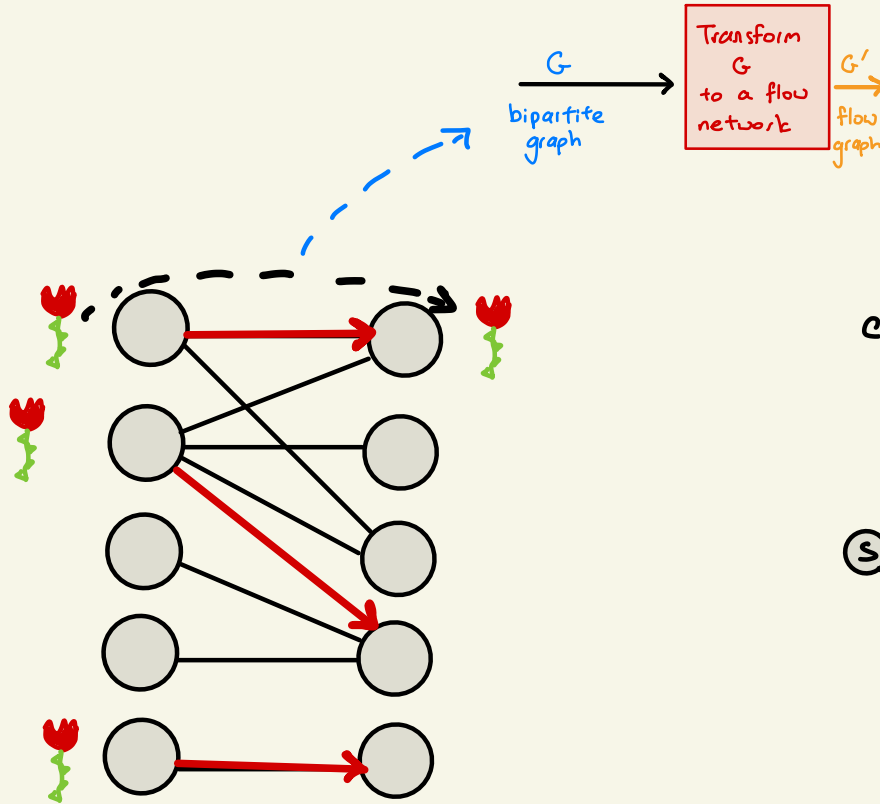 G
bipartite
graph
Transform
G
to a flow
network
G'
flow
graph
S